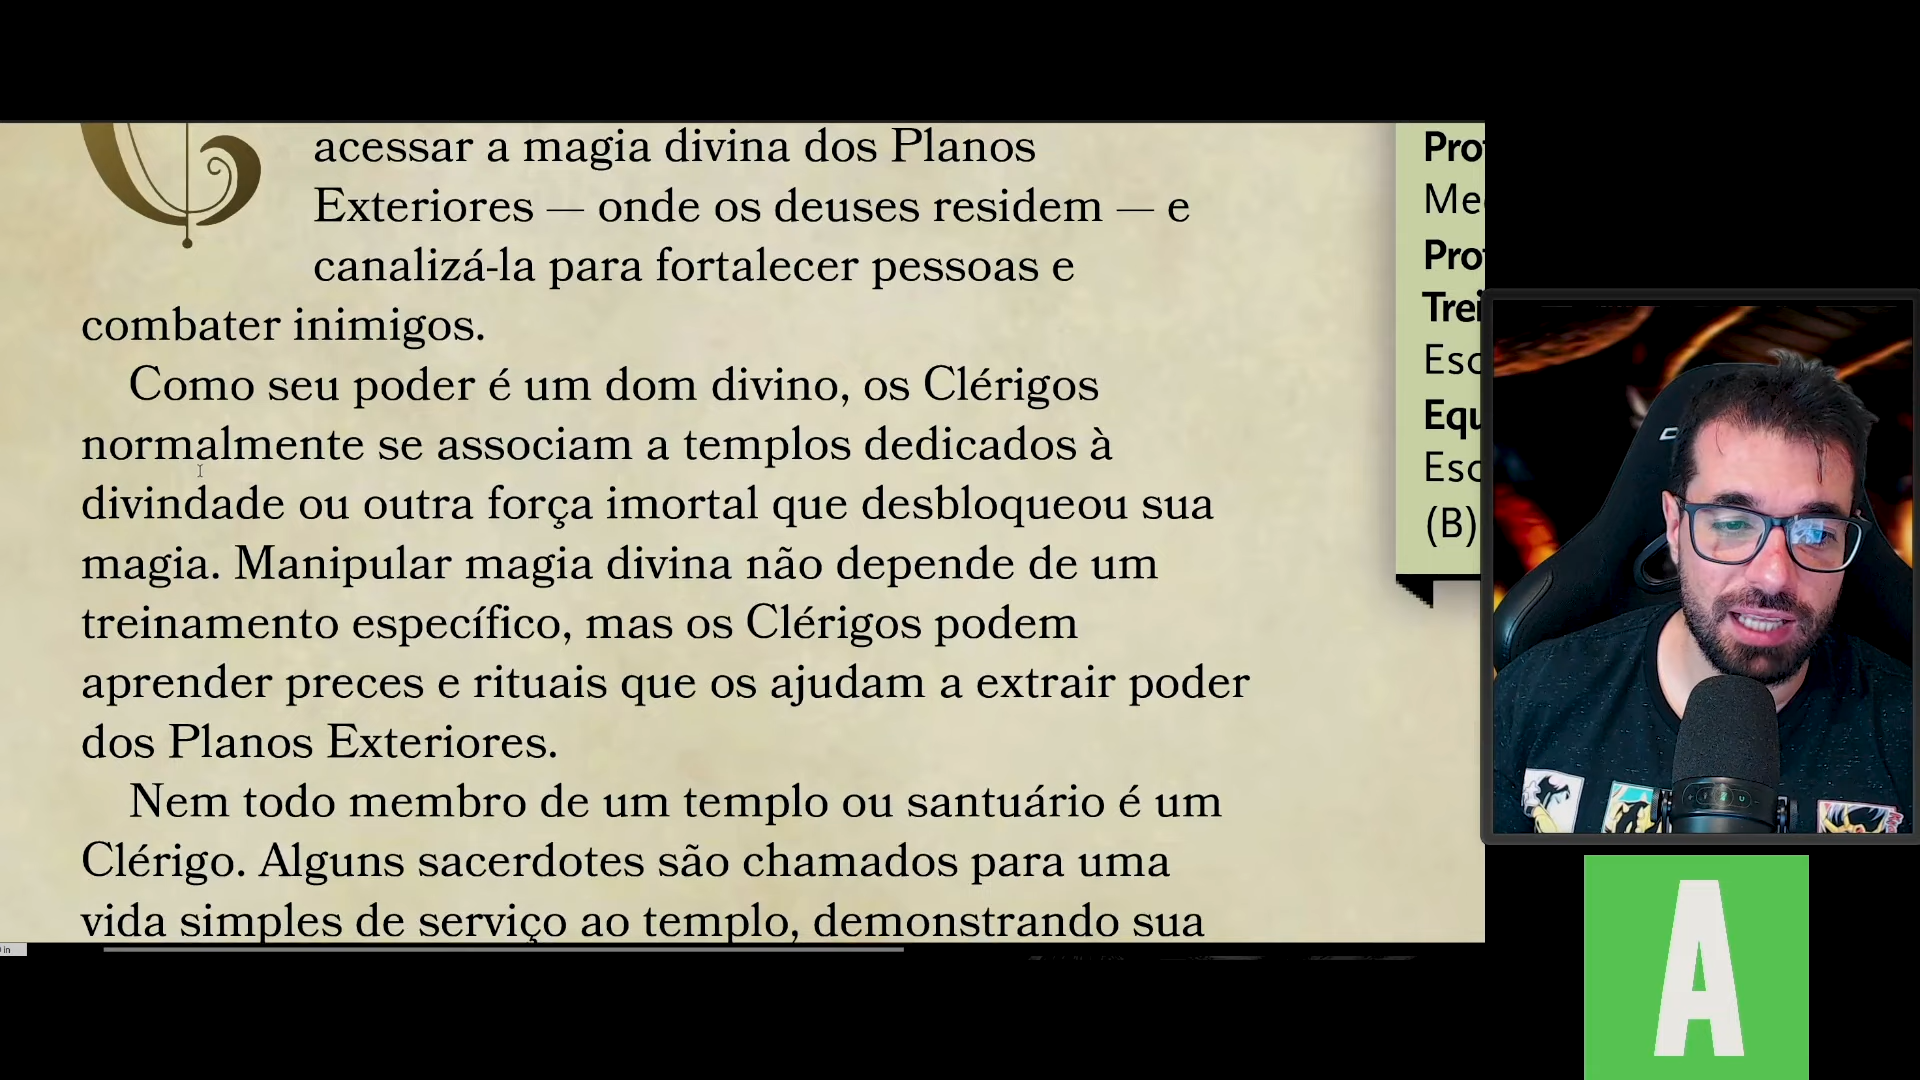 acessar a magia divina dos Planos
Exteriores — onde os deuses residem — e
canalizá-la para fortalecer pessoas e
combater inimigos.
Como seu poder é um dom divino, os Clérigos
normalmente se associam a templos dedicados à
divindade ou outra força imortal que desbloqueou sua
magia. Manipular magia divina não depende de um
treinamento específico, mas os Clérigos podem
aprender preces e rituais que os ajudam a extrair poder
dos Planos Exteriores.
Nem todo membro de um templo ou santuário é um
Clérigo. Alguns sacerdotes são chamados para uma
vida simples de serviço ao templo, demonstrando sua
Esc
Equ
Esc
(B)
A